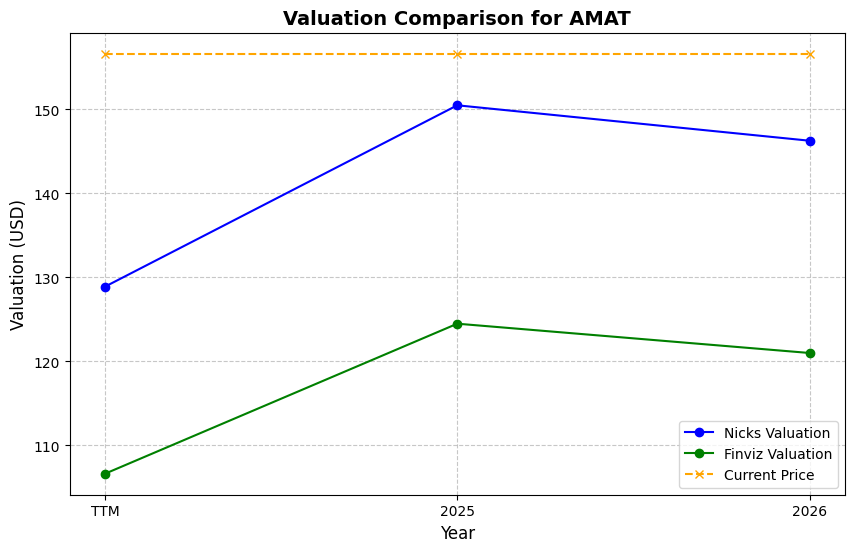 Valuation Comparison for AMAT
Valuation (USD)
150
140
130
120
110
TTM
2025
2026
Year
Nicks Valuation
Finviz Valuation
Current Price